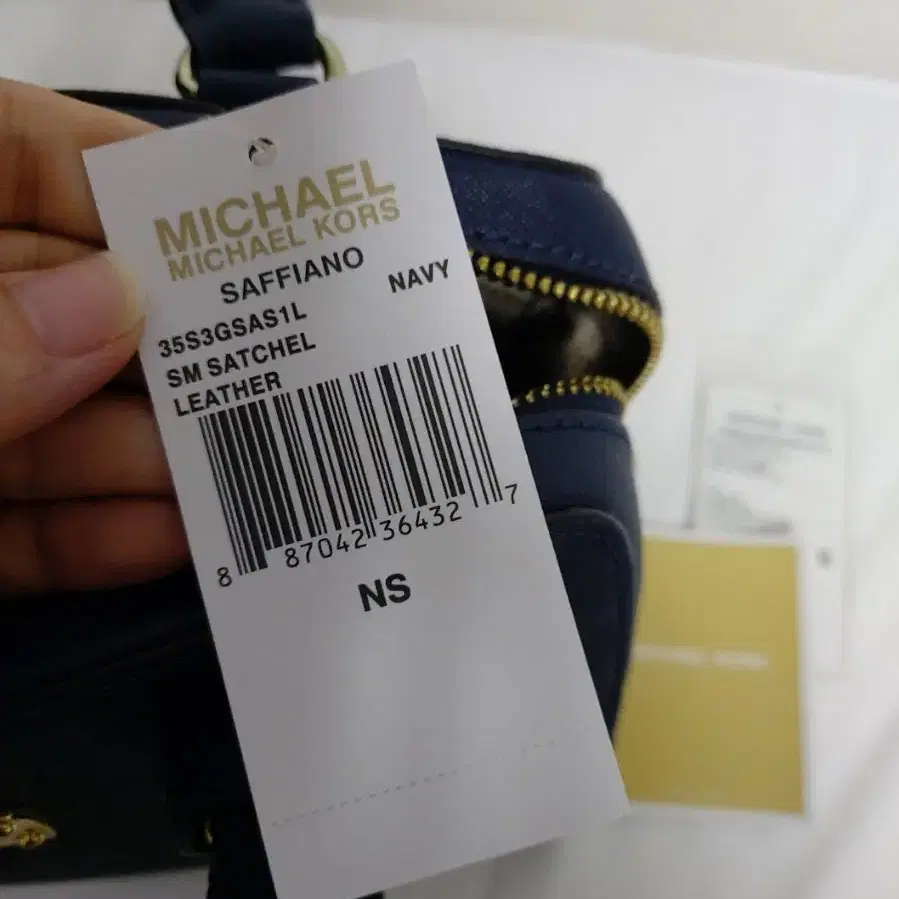 MICHAEL
MICHAEL KORS
SAFFIANO
NAVY
35S3GSAS1L
SM SATCHEL
LEATHER
8 87042 36432 7
NS